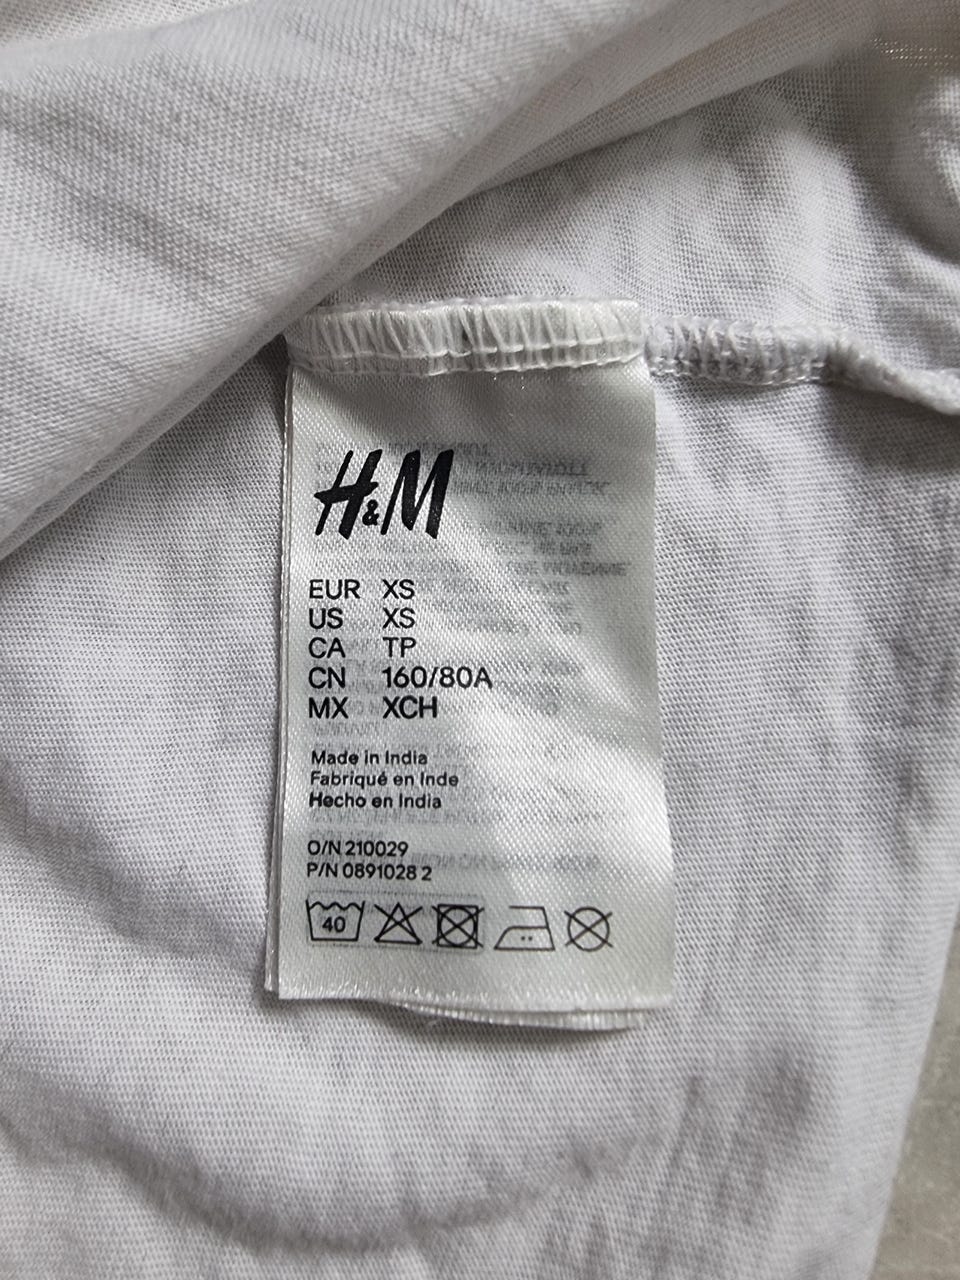 H&M
EUR XS
US XS
CA TP
CN 160/80A
MX XCH
Made in India
Fabriqué en Inde
Hecho en India
O/N 210029
P/N 0891028 2
40